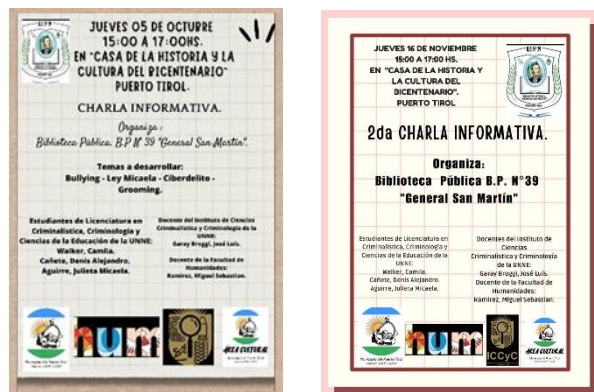 JUEVES 05 DE OCTUBRE
15:00 A 17:00HS.
EN "CASA DE LA HISTORIA Y LA
CULTURA DEL BICENTENARIO"
PUERTO TIROL.
CHARLA INFORMATIVA.
Organiza:
Biblioteca Pública. B.P N° 39 "General San Martín".
Temas a desarrollar:
Bullying - Ley Micaela - Ciberdelito -
Grooming.
Estudiantes de Licenciatura en
Criminalística, Criminología y
Ciencias de la Educación de la UNNE:
Walker, Camila.
Cañete, Denis Alejandro.
Aguirre, Julieta Micaela.
Docente del Instituto de Ciencias
Criminalística y Criminología de la
UNNE:
Garay Broggi, José Luis.
Docente de la Facultad de
Humanidades:
Ramírez, Miguel Sebastian.
num
ÁREA CULTURAL
JUEVES 16 DE NOVIEMBRE
15:00 A 17:00 HS.
EN "CASA DE LA HISTORIA Y
LA CULTURA DEL
BICENTENARIO".
PUERTO TIROL
2da CHARLA INFORMATIVA.
Organiza:
Biblioteca Pública B.P. N°39
"General San Martín"
Estudiantes de Licenciatura en
Criminalística, Criminología y
Ciencias de la Educación de la
UNNE:
Walker, Camila.
Cañete, Denis Alejandro.
Aguirre, Julieta Micaela.
Docentes del Instituto de
Ciencias
Criminalística y Criminología
de la UNNE:
Garay Broggi, José Luis.
Docente de la Facultad de
Humanidades:
Ramírez, Miguel Sebastian.
num
ICCyC
ÁREA CULTURAL